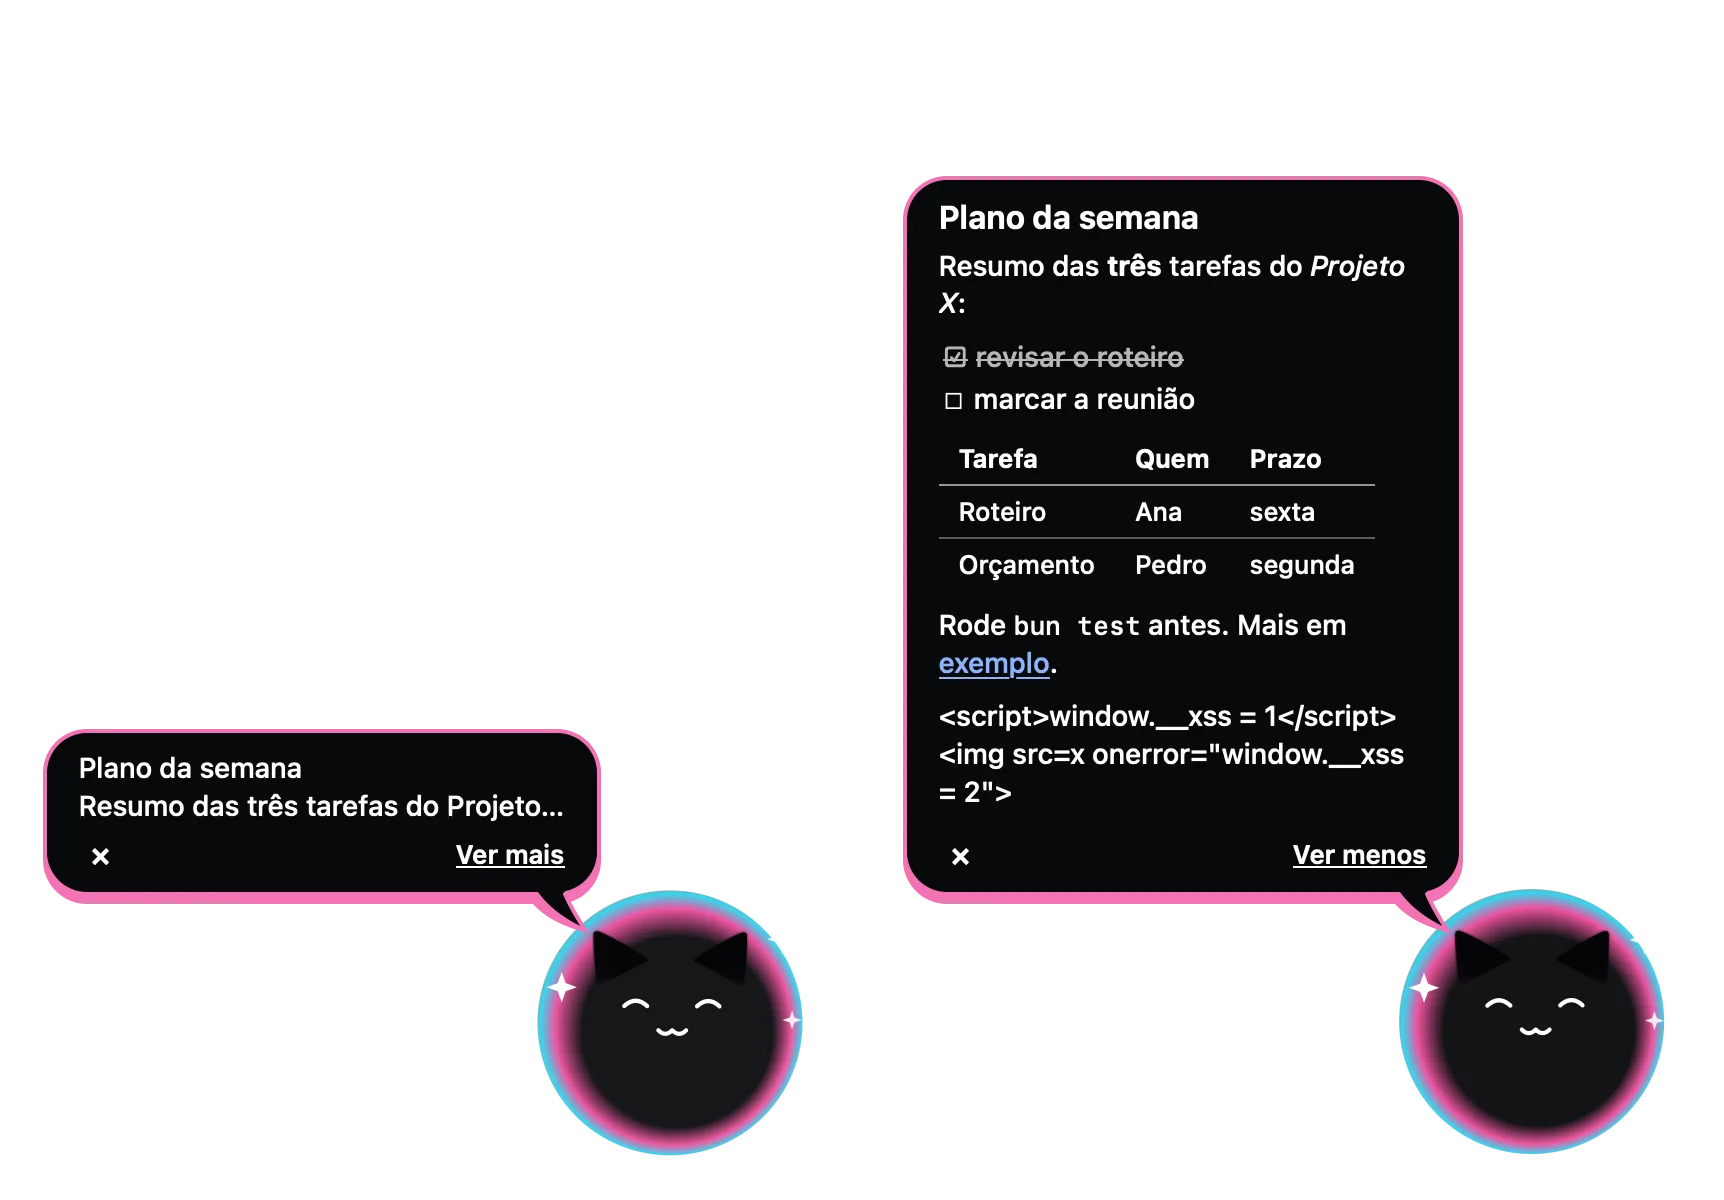 Plano da semana
Resumo das três tarefas do Projeto...
× Ver mais
Plano da semana
Resumo das três tarefas do Projeto
X:
☑ revisar o roteiro
☐ marcar a reunião
Tarefa Quem Prazo
Roteiro Ana sexta
Orçamento Pedro segunda
Rode bun test antes. Mais em
exemplo.
<script>window.__xss = 1</script>
<img src=x onerror="window.__xss
= 2">
× Ver menos